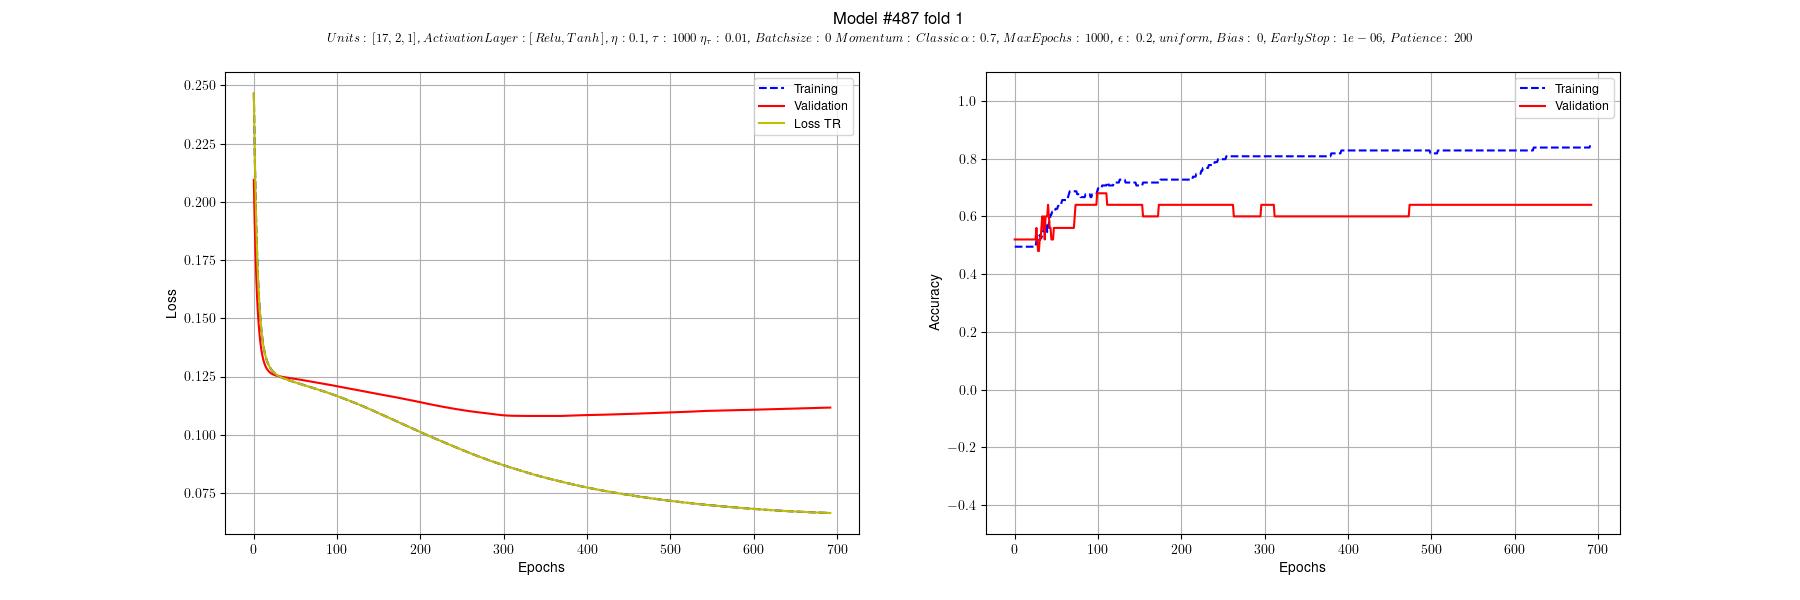 Model #487 fold 1
Units : [17, 2, 1], ActivationLayer : [ Relu, Tanh], η : 0.1, τ : 1000 ητ : 0.01, Batchsize : 0 Momentum : Classic α : 0.7, MaxEpochs : 1000, ϵ : 0.2, uniform, Bias : 0, EarlyStop : 1e − 06, Patience : 200
Training
Validation
Loss TR
0.250
0.225
0.200
0.175
0.150
0.125
0.100
0.075
Loss
0 100 200 300 400 500 600 700
Epochs
Training
Validation
1.0
0.8
0.6
0.4
0.2
0.0
−0.2
−0.4
Accuracy
0 100 200 300 400 500 600 700
Epochs